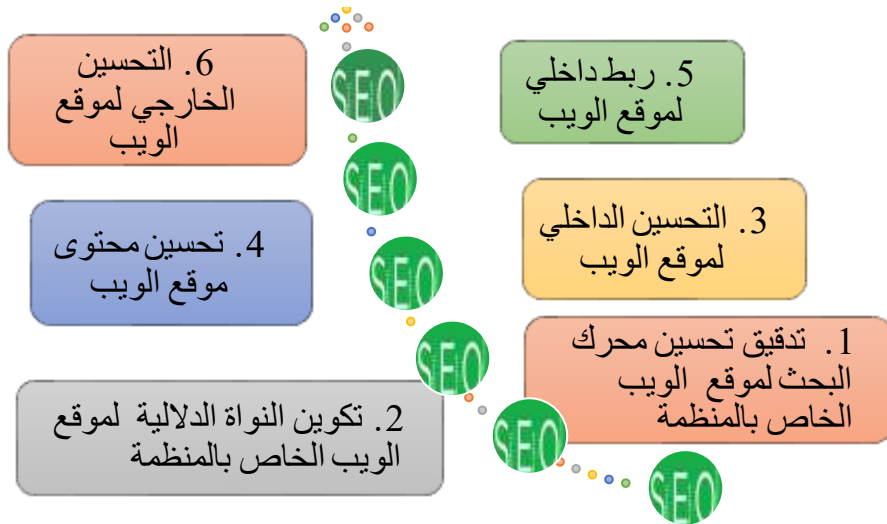 6. التحسين
الخارجي لموقع
الويب
5. ربط داخلي
لموقع الويب
4. تحسين محتوى
موقع الويب
3. التحسين الداخلي
لموقع الويب
2. تكوين النواة الدلالية لموقع
الويب الخاص بالمنظمة
1. تدقيق تحسين محرك
البحث لموقع الويب
الخاص بالمنظمة
SEO
SEO
SEO
SEO
SEO
SEO